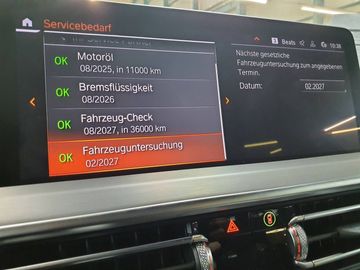 Servicebedarf
Beats
10:38
OK Motoröl
08/2025, in 11000 km
OK Bremsflüssigkeit
08/2026
OK Fahrzeug-Check
08/2027, in 36000 km
OK Fahrzeuguntersuchung
02/2027
Nächste gesetzliche
Fahrzeuguntersuchung zum angegebenen
Termin.
Datum: 02.2027